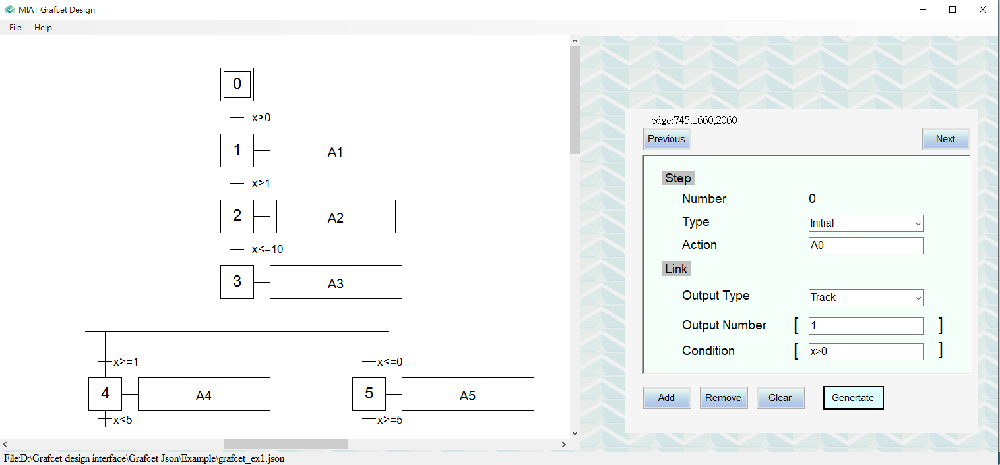 MIAT Grafcet Design
File Help
0
x>0
1 A1
x>1
2 A2
x<=10
3 A3
x>=1 x<=0
4 A4 5 A5
x<5 x>=5
edge:745,1660,2060
Previous Next
Step
Number 0
Type Initial
Action A0
Link
Output Type Track
Output Number [ 1 ]
Condition [ x>0 ]
Add Remove Clear Genertate
File:D:\Grafcet design interface\Grafcet Json\Example\grafcet_ex1.json